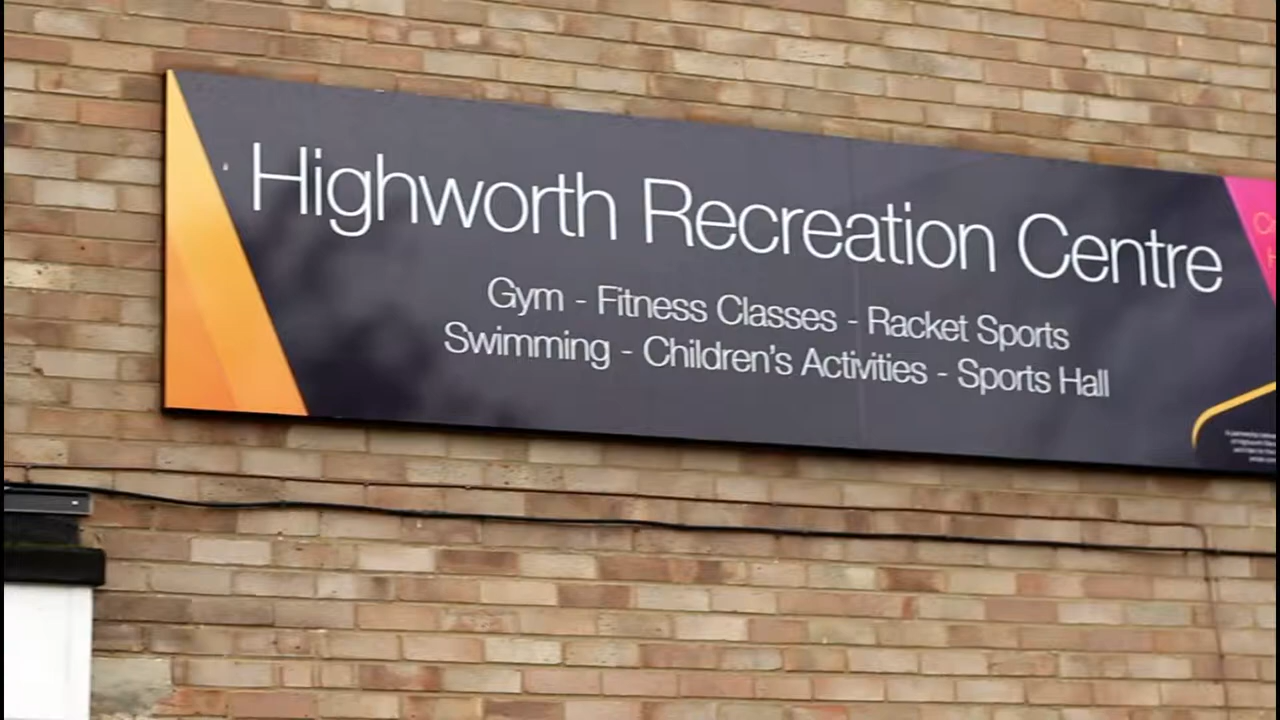 Highworth Recreation Centre
Gym - Fitness Classes - Racket Sports
Swimming - Children's Activities - Sports Hall